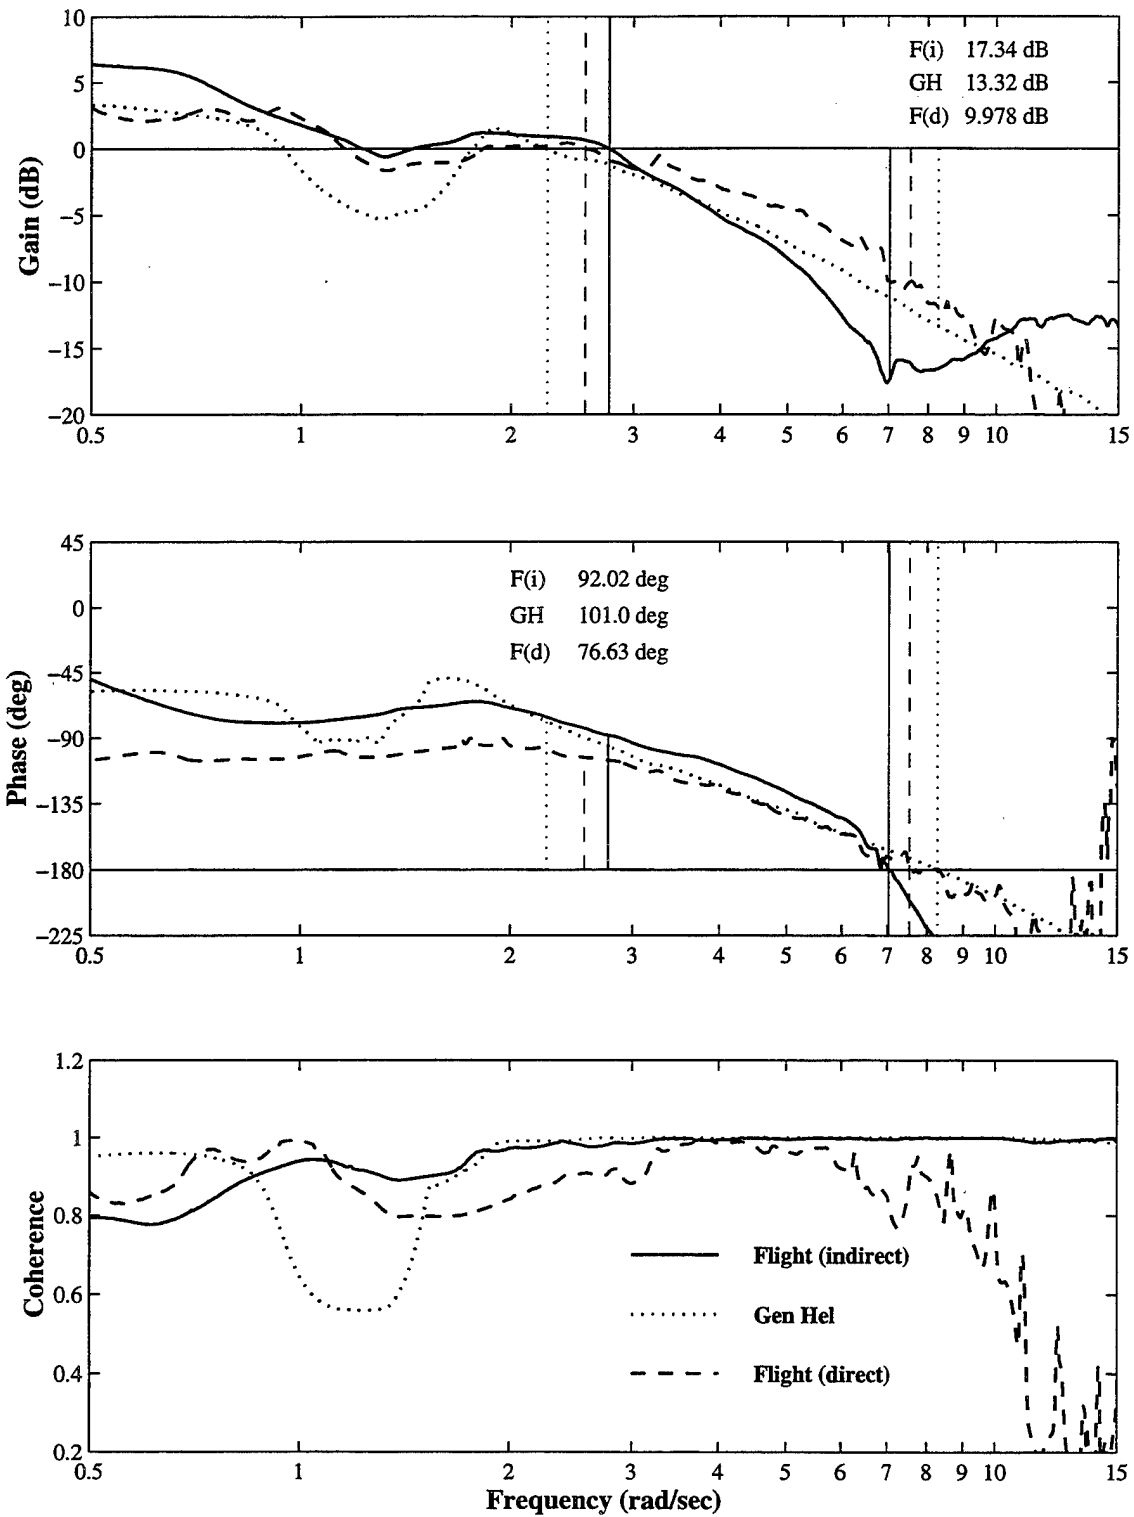 10
5
0
−5
−10
−15
−20
Gain (dB)
F(i) 17.34 dB
GH 13.32 dB
F(d) 9.978 dB
0.5 1 2 3 4 5 6 7 8 9 10 15
45
0
−45
−90
−135
−180
−225
Phase (deg)
F(i) 92.02 deg
GH 101.0 deg
F(d) 76.63 deg
0.5 1 2 3 4 5 6 7 8 9 10 15
1.2
1
0.8
0.6
0.4
0.2
Coherence
Flight (indirect)
Gen Hel
Flight (direct)
0.5 1 2 3 4 5 6 7 8 9 10 15
Frequency (rad/sec)